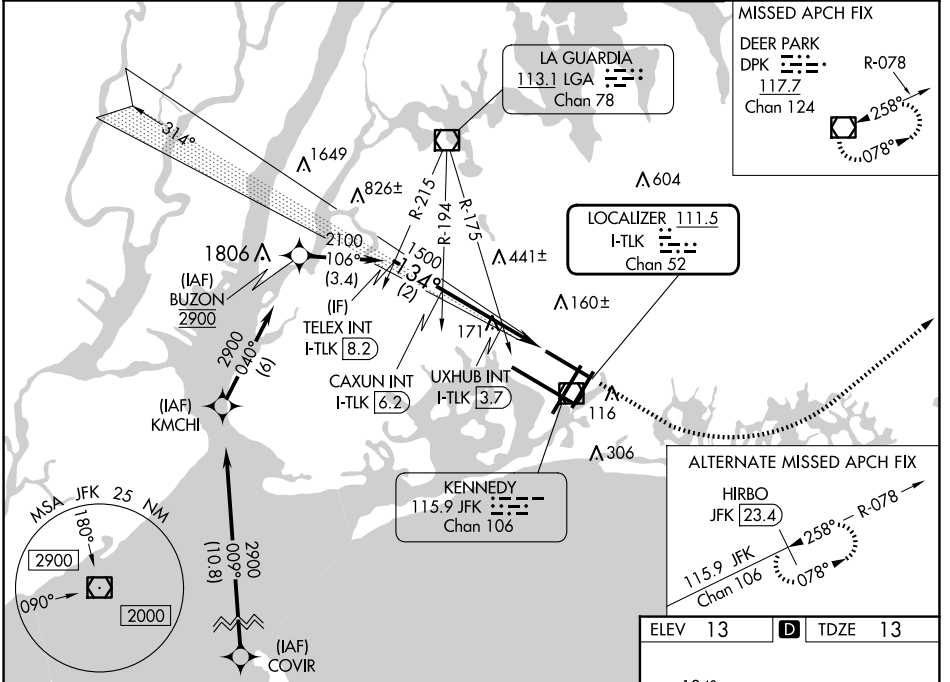 MISSED APCH FIX
DEER PARK
DPK
117.7
Chan 124
R-078
258°
078°
LA GUARDIA
113.1 LGA
Chan 78
314°
1649
826±
604
R-215
R-194
R-175
LOCALIZER 111.5
I-TLK
Chan 52
1806
2100
106°
(3.4)
1500
134°
(2)
441±
(IAF)
BUZON
2900
160±
(IF)
TELEX INT
I-TLK 8.2
171
2900
040°
(6)
CAXUN INT
I-TLK 6.2
UXHUB INT
I-TLK 3.7
(IAF)
KMCHI
116
306
KENNEDY
115.9 JFK
Chan 106
ALTERNATE MISSED APCH FIX
HIRBO
JFK 23.4
R-078
258°
078°
115.9 JFK
Chan 106
MSA JFK 25 NM
180°
2900
090°
2000
2900
009°
(10.8)
(IAF)
COVIR
ELEV 13
D
TDZE 13